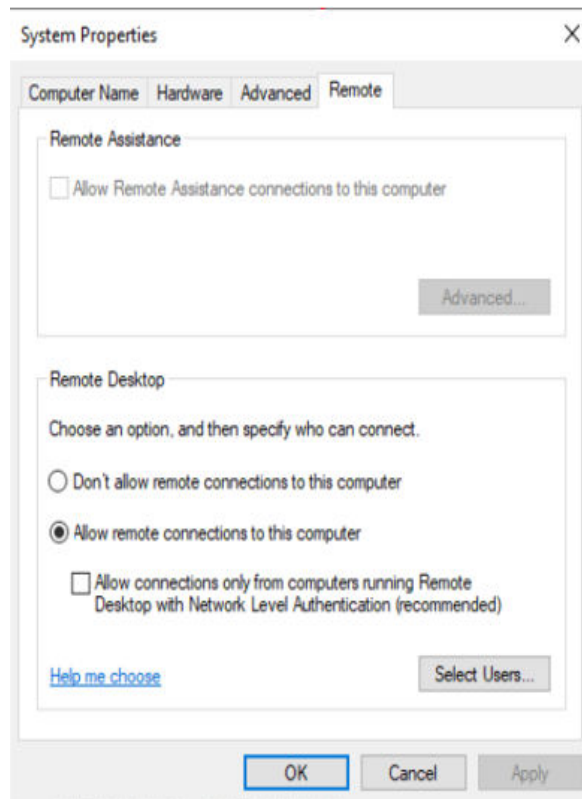 System Properties
Computer Name Hardware Advanced Remote
Remote Assistance
Allow Remote Assistance connections to this computer
Advanced...
Remote Desktop
Choose an option, and then specify who can connect.
Don't allow remote connections to this computer
Allow remote connections to this computer
Allow connections only from computers running Remote
Desktop with Network Level Authentication (recommended)
Help me choose
Select Users...
OK Cancel Apply